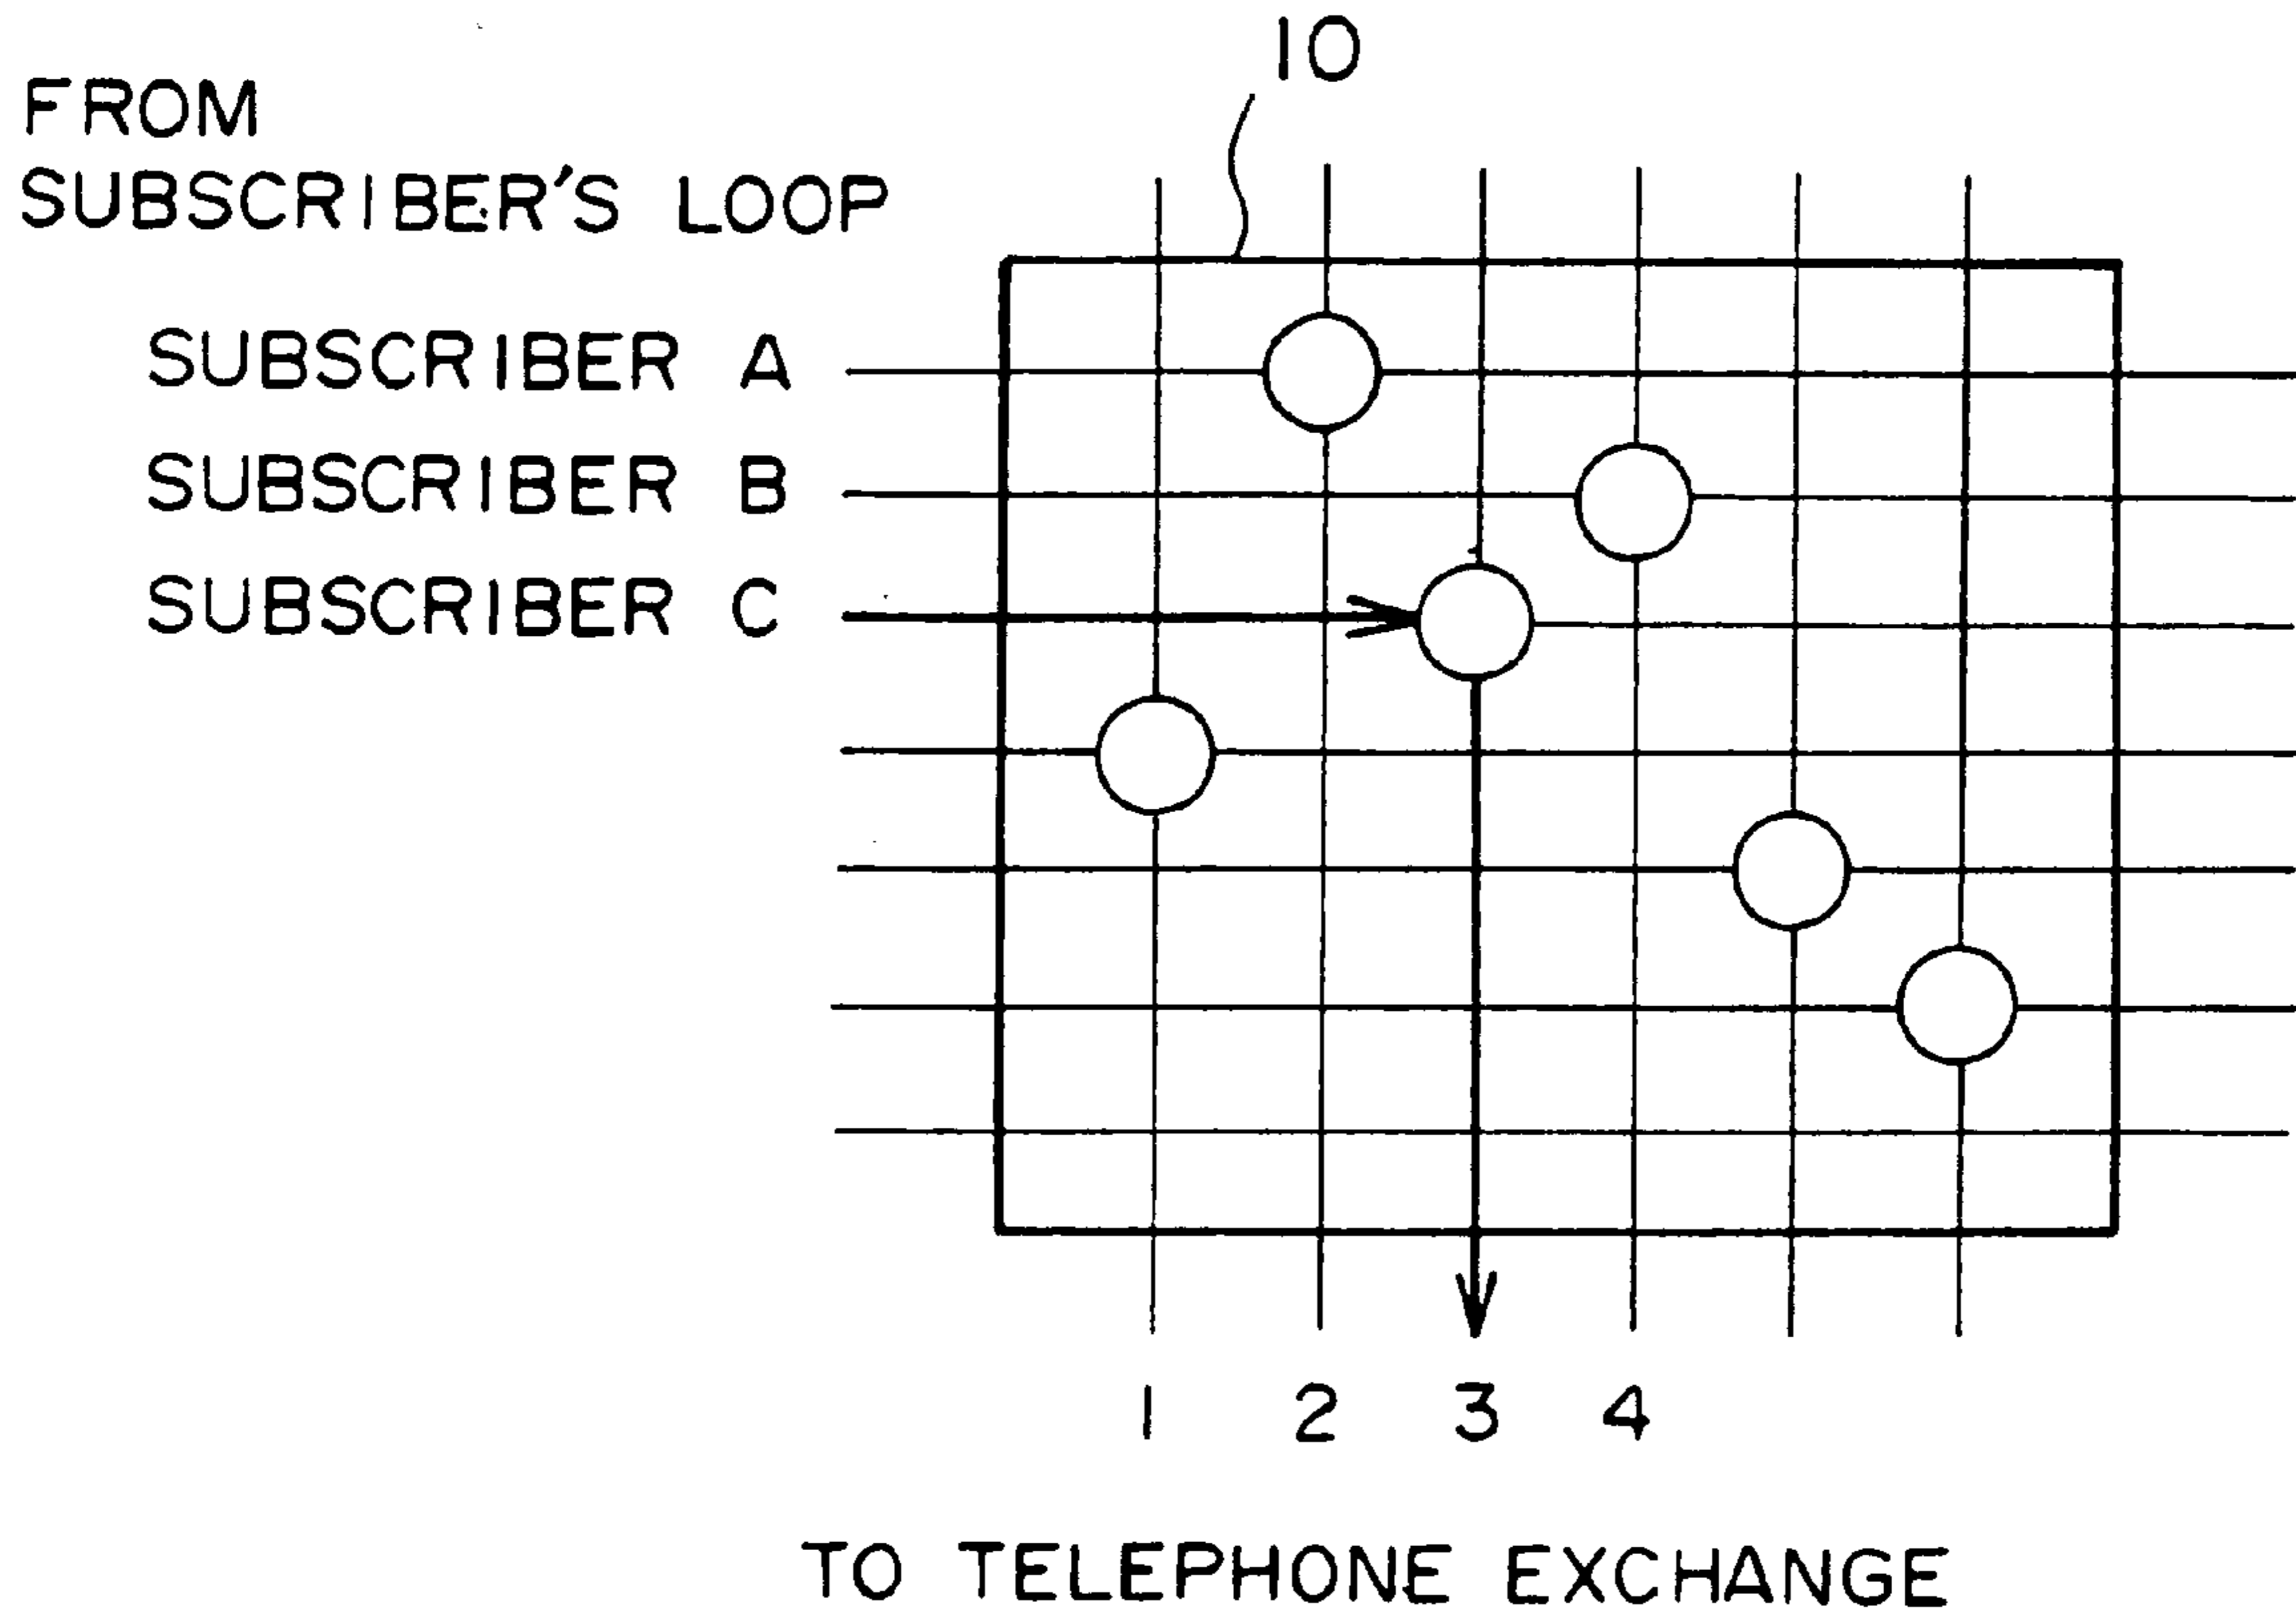 10
FROM
SUBSCRIBER'S LOOP
SUBSCRIBER A
SUBSCRIBER B
SUBSCRIBER C
1 2 3 4
TO TELEPHONE EXCHANGE